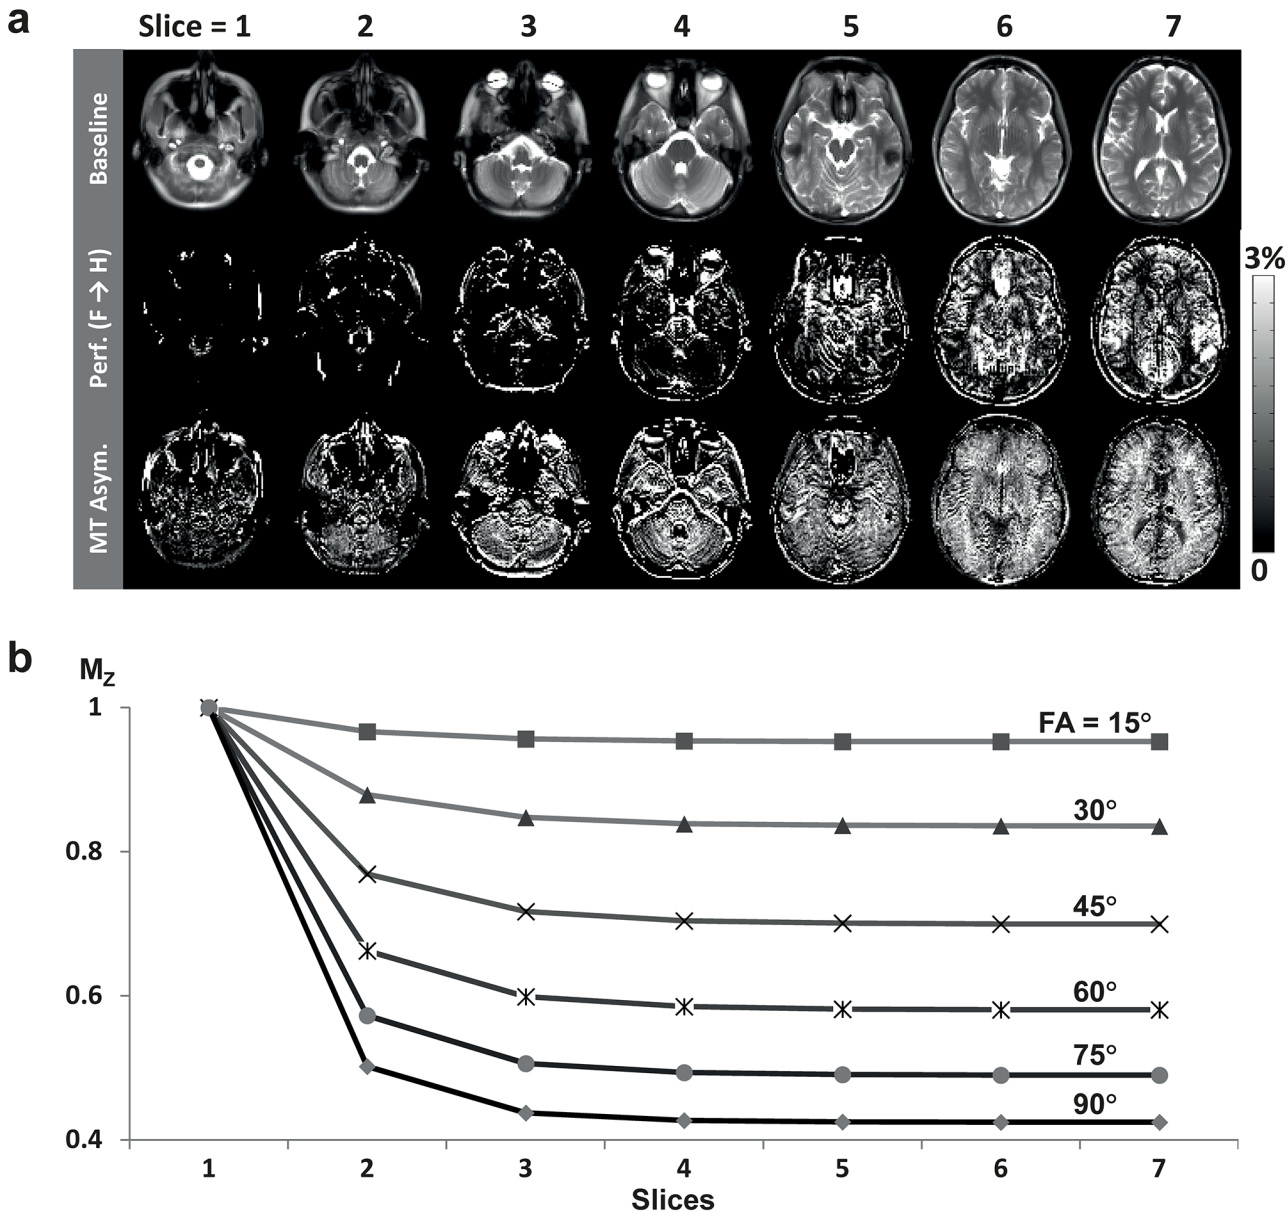 a
Slice = 1 2 3 4 5 6 7
Baseline
Perf. (F → H)
MT Asym.
3%
0
b
M_Z
1
0.8
0.6
0.4
FA = 15°
30°
45°
60°
75°
90°
1 2 3 4 5 6 7
Slices